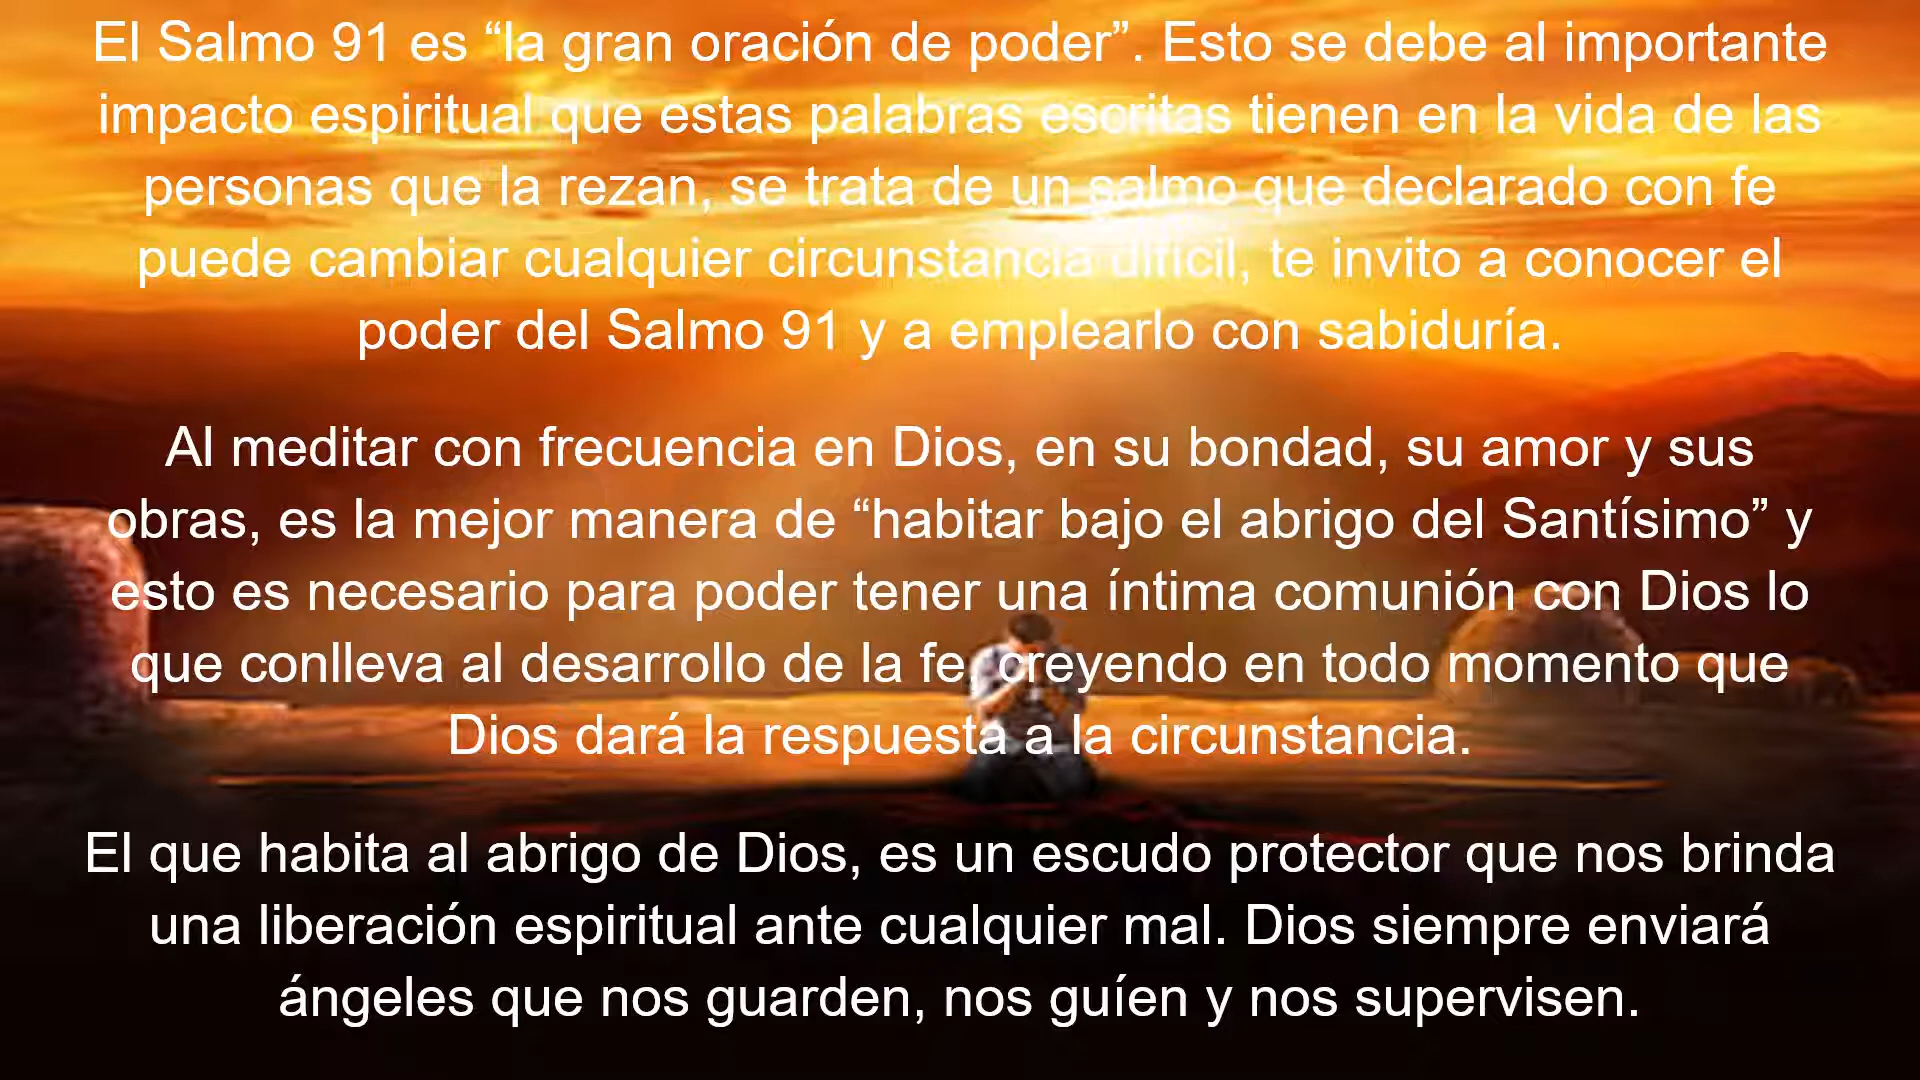 El Salmo 91 es “la gran oración de poder”. Esto se debe al importante
impacto espiritual que estas palabras escritas tienen en la vida de las
personas que la rezan, se trata de un salmo que declarado con fe
puede cambiar cualquier circunstancia difícil, te invito a conocer el
poder del Salmo 91 y a emplearlo con sabiduría.
Al meditar con frecuencia en Dios, en su bondad, su amor y sus
obras, es la mejor manera de “habitar bajo el abrigo del Santísimo” y
esto es necesario para poder tener una íntima comunión con Dios lo
que conlleva al desarrollo de la fe, creyendo en todo momento que
Dios dará la respuesta a la circunstancia.
El que habita al abrigo de Dios, es un escudo protector que nos brinda
una liberación espiritual ante cualquier mal. Dios siempre enviará
ángeles que nos guarden, nos guíen y nos supervisen.